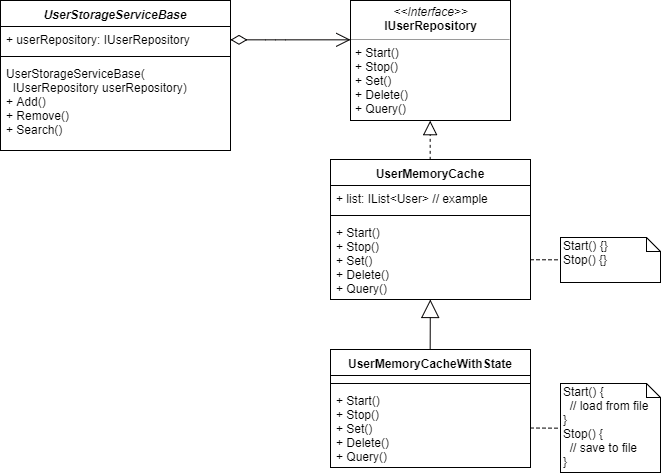 UserStorageServiceBase
+ userRepository: IUserRepository
UserStorageServiceBase(
IUserRepository userRepository)
+ Add()
+ Remove()
+ Search()
<<Interface>>
IUserRepository
+ Start()
+ Stop()
+ Set()
+ Delete()
+ Query()
UserMemoryCache
+ list: IList<User> // example
+ Start()
+ Stop()
+ Set()
+ Delete()
+ Query()
Start() {}
Stop() {}
UserMemoryCacheWithState
+ Start()
+ Stop()
+ Set()
+ Delete()
+ Query()
Start() {
// load from file
}
Stop() {
// save to file
}